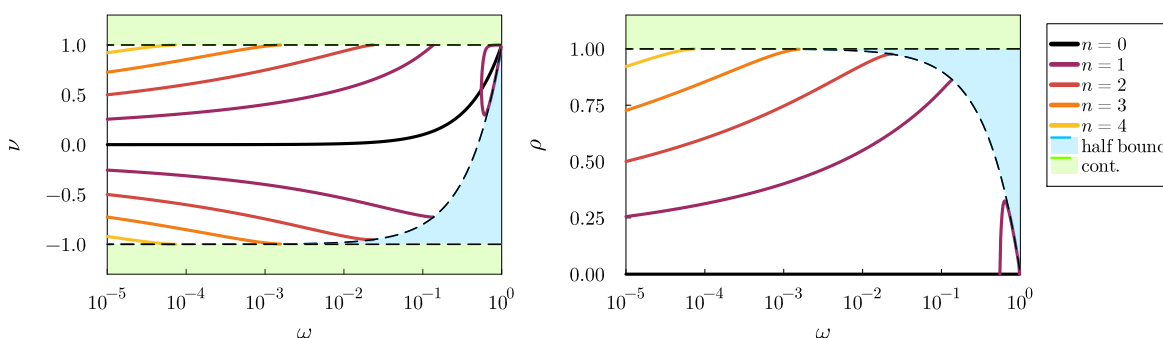 1.0
0.5
0.0
−0.5
−1.0
ν
10⁻⁵
10⁻⁴
10⁻³
10⁻²
10⁻¹
10⁰
ω
1.00
0.75
0.50
0.25
0.00
ρ
10⁻⁵
10⁻⁴
10⁻³
10⁻²
10⁻¹
10⁰
ω
n = 0
n = 1
n = 2
n = 3
n = 4
half bound
cont.